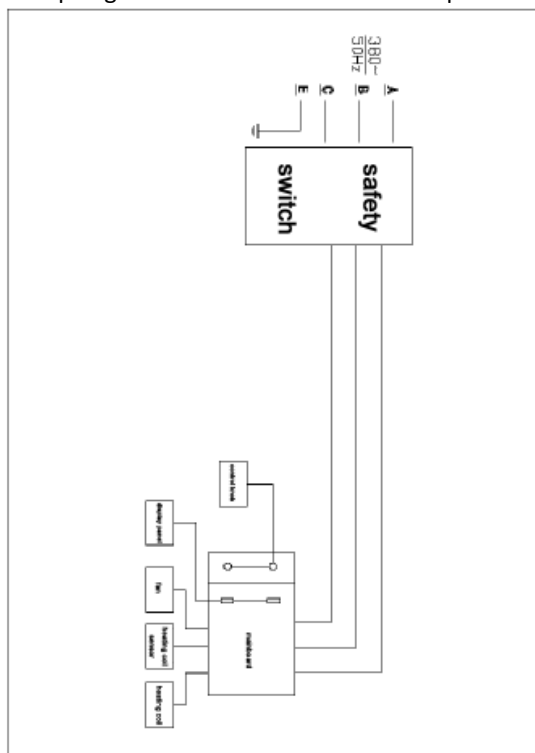 380~
50Hz
A
B
C
E
safety
switch
control knob
display panel
fan
heating coil
sensor
heating coil
mainboard